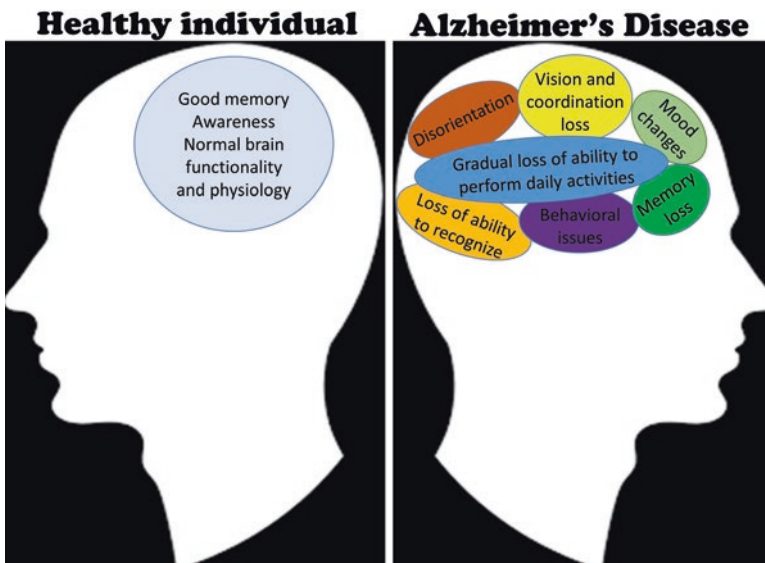 Healthy individual
Good memory
Awareness
Normal brain
functionality
and physiology
Alzheimer's Disease
Disorientation
Vision and
coordination
loss
Mood
changes
Gradual loss of ability to
perform daily activities
Loss of ability
to recognize
Behavioral
issues
Memory
loss